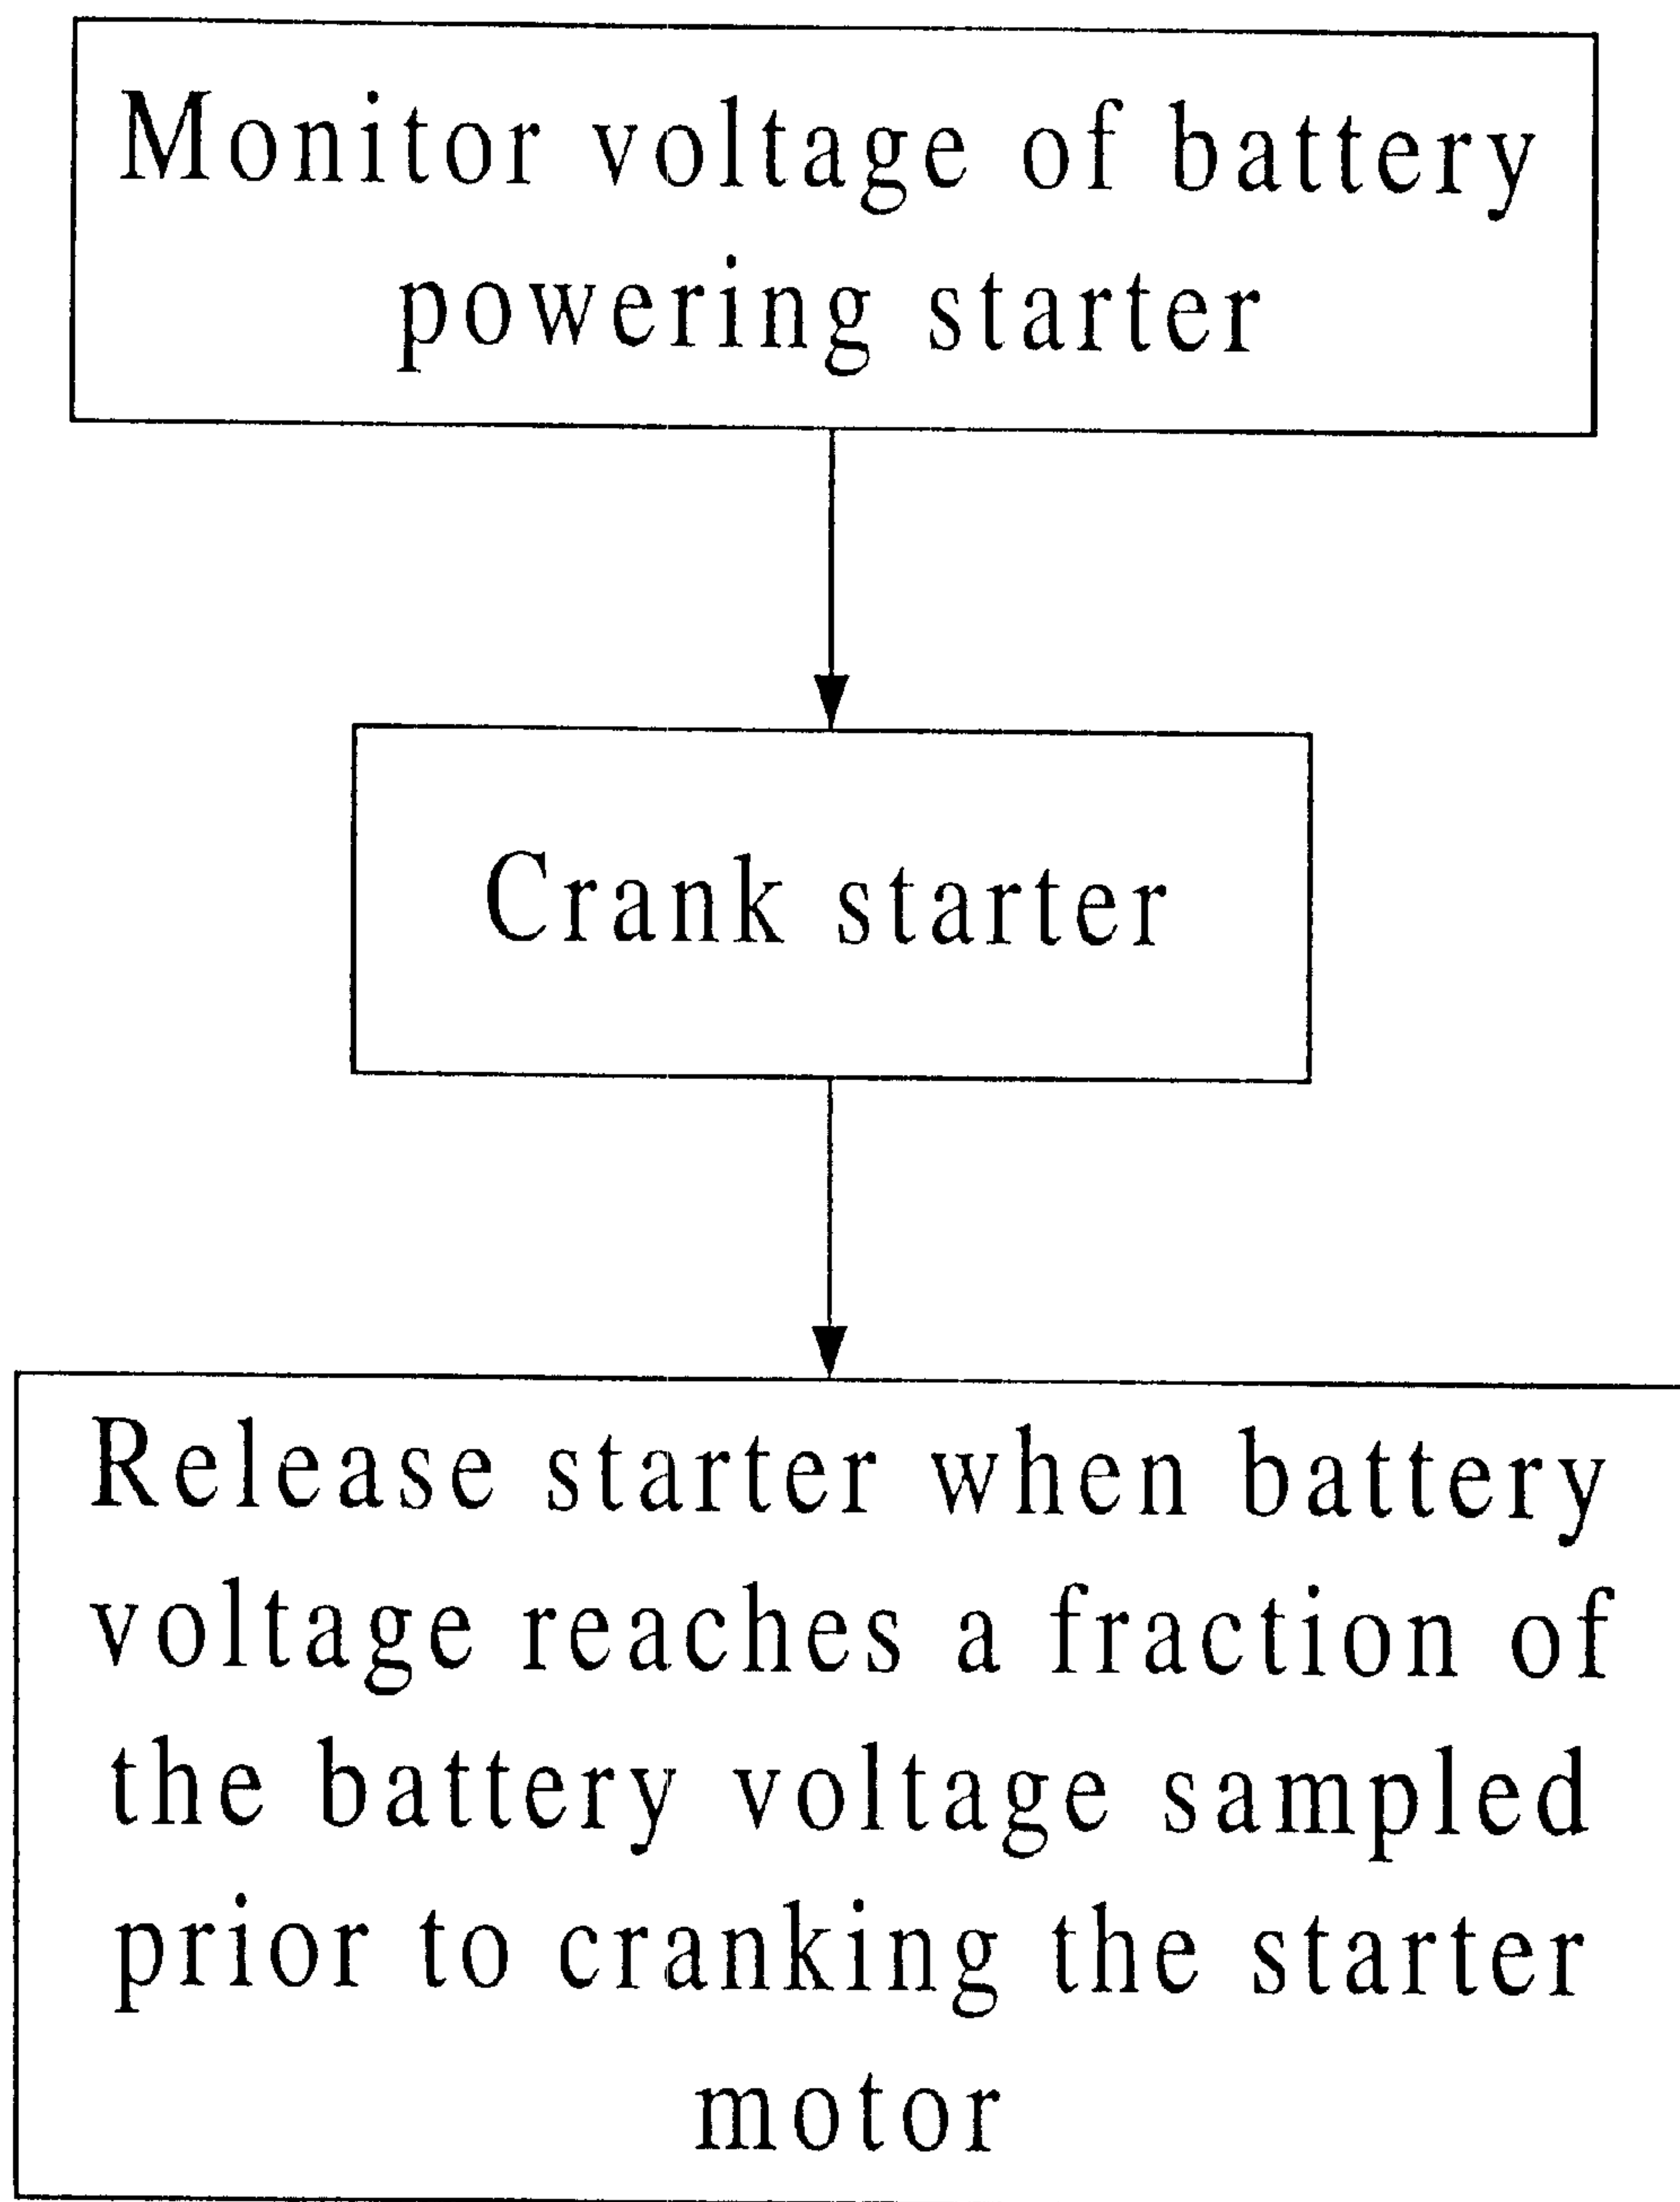 Monitor voltage of battery
powering starter
Crank starter
Release starter when battery
voltage reaches a fraction of
the battery voltage sampled
prior to cranking the starter
motor